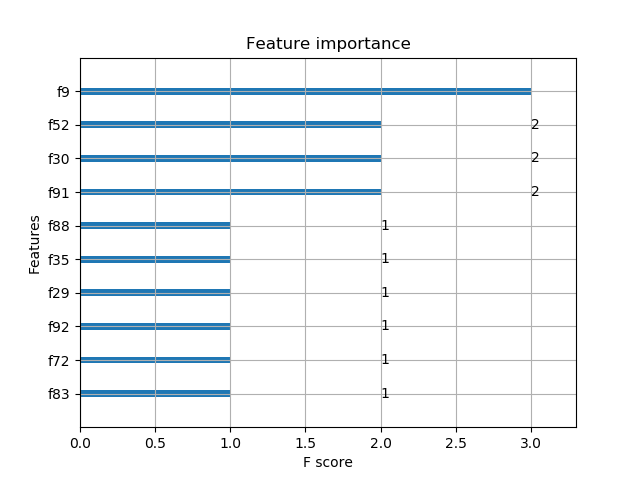 Feature importance
f9
f52 2
f30 2
f91 2
f88 1
f35 1
f29 1
f92 1
f72 1
f83 1
Features
0.0 0.5 1.0 1.5 2.0 2.5 3.0
F score